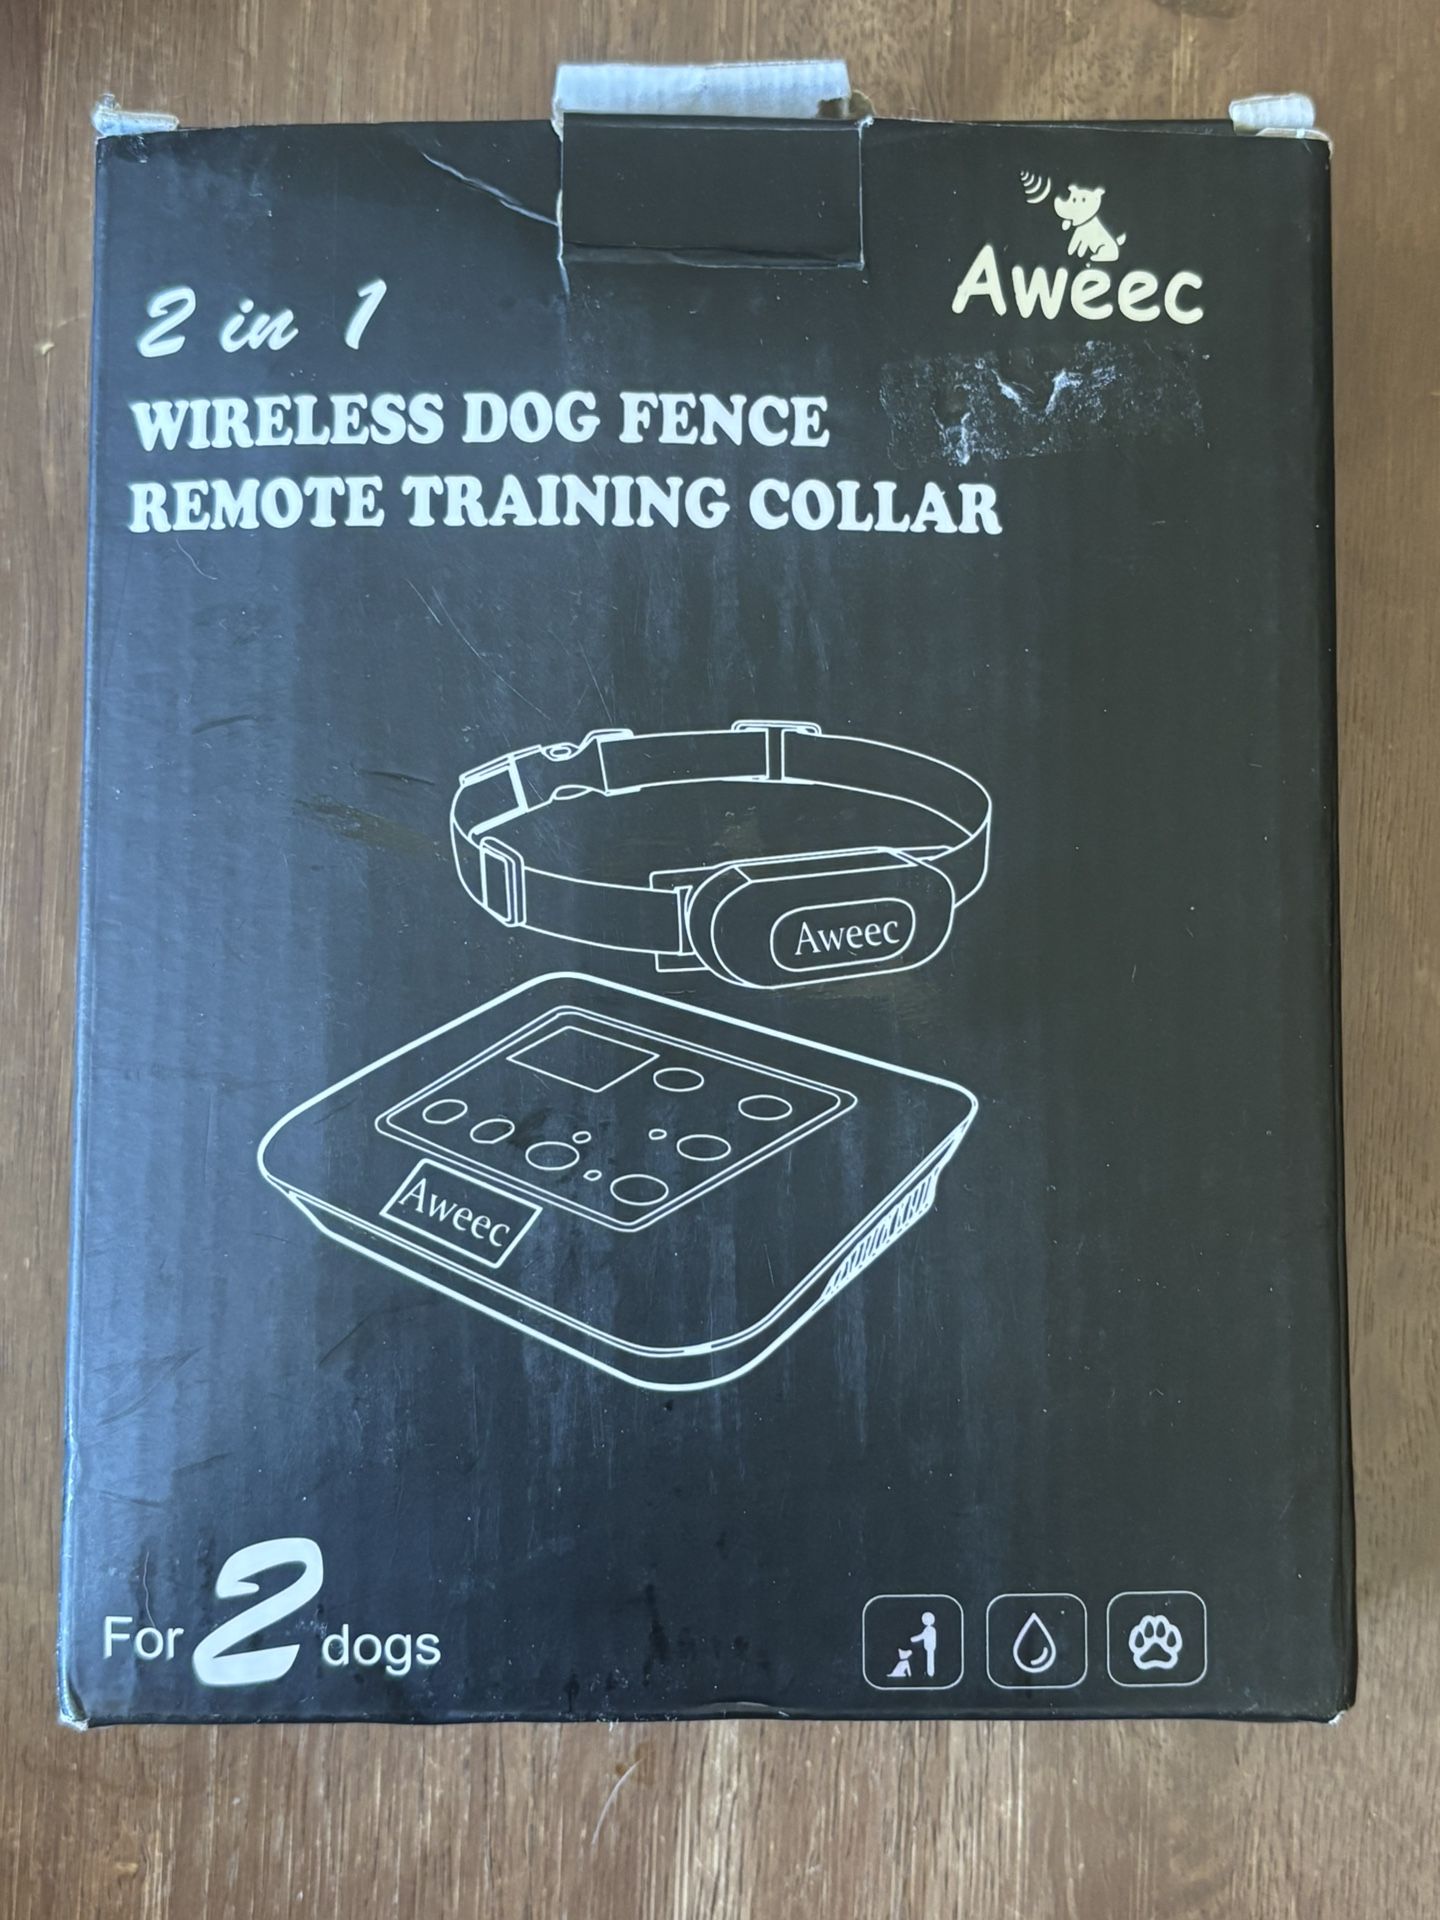 Aweec
2 in 1
WIRELESS DOG FENCE
REMOTE TRAINING COLLAR
Aweec
Aweec
For 2 dogs